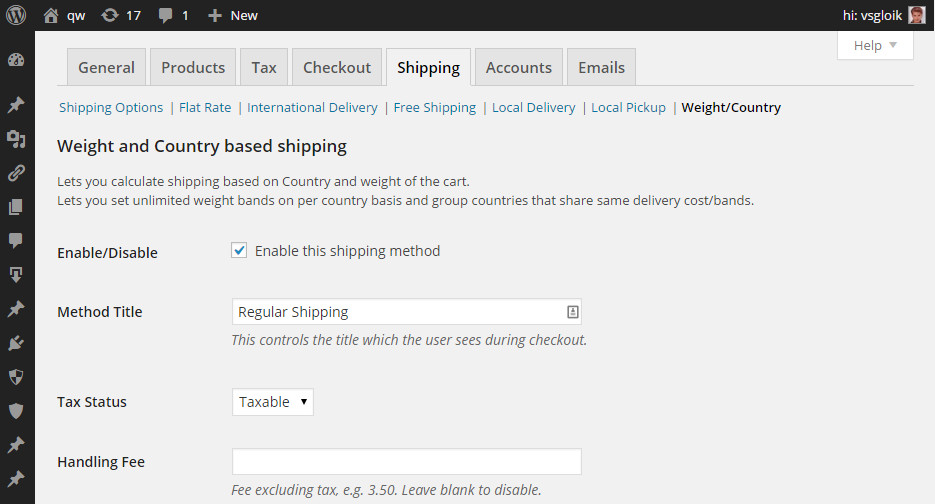 qw 17 1 New hi: vsgloik
Help
General Products Tax Checkout Shipping Accounts Emails
Shipping Options | Flat Rate | International Delivery | Free Shipping | Local Delivery | Local Pickup | Weight/Country
Weight and Country based shipping
Lets you calculate shipping based on Country and weight of the cart.
Lets you set unlimited weight bands on per country basis and group countries that share same delivery cost/bands.
Enable/Disable Enable this shipping method
Method Title Regular Shipping
This controls the title which the user sees during checkout.
Tax Status Taxable
Handling Fee
Fee excluding tax, e.g. 3.50. Leave blank to disable.